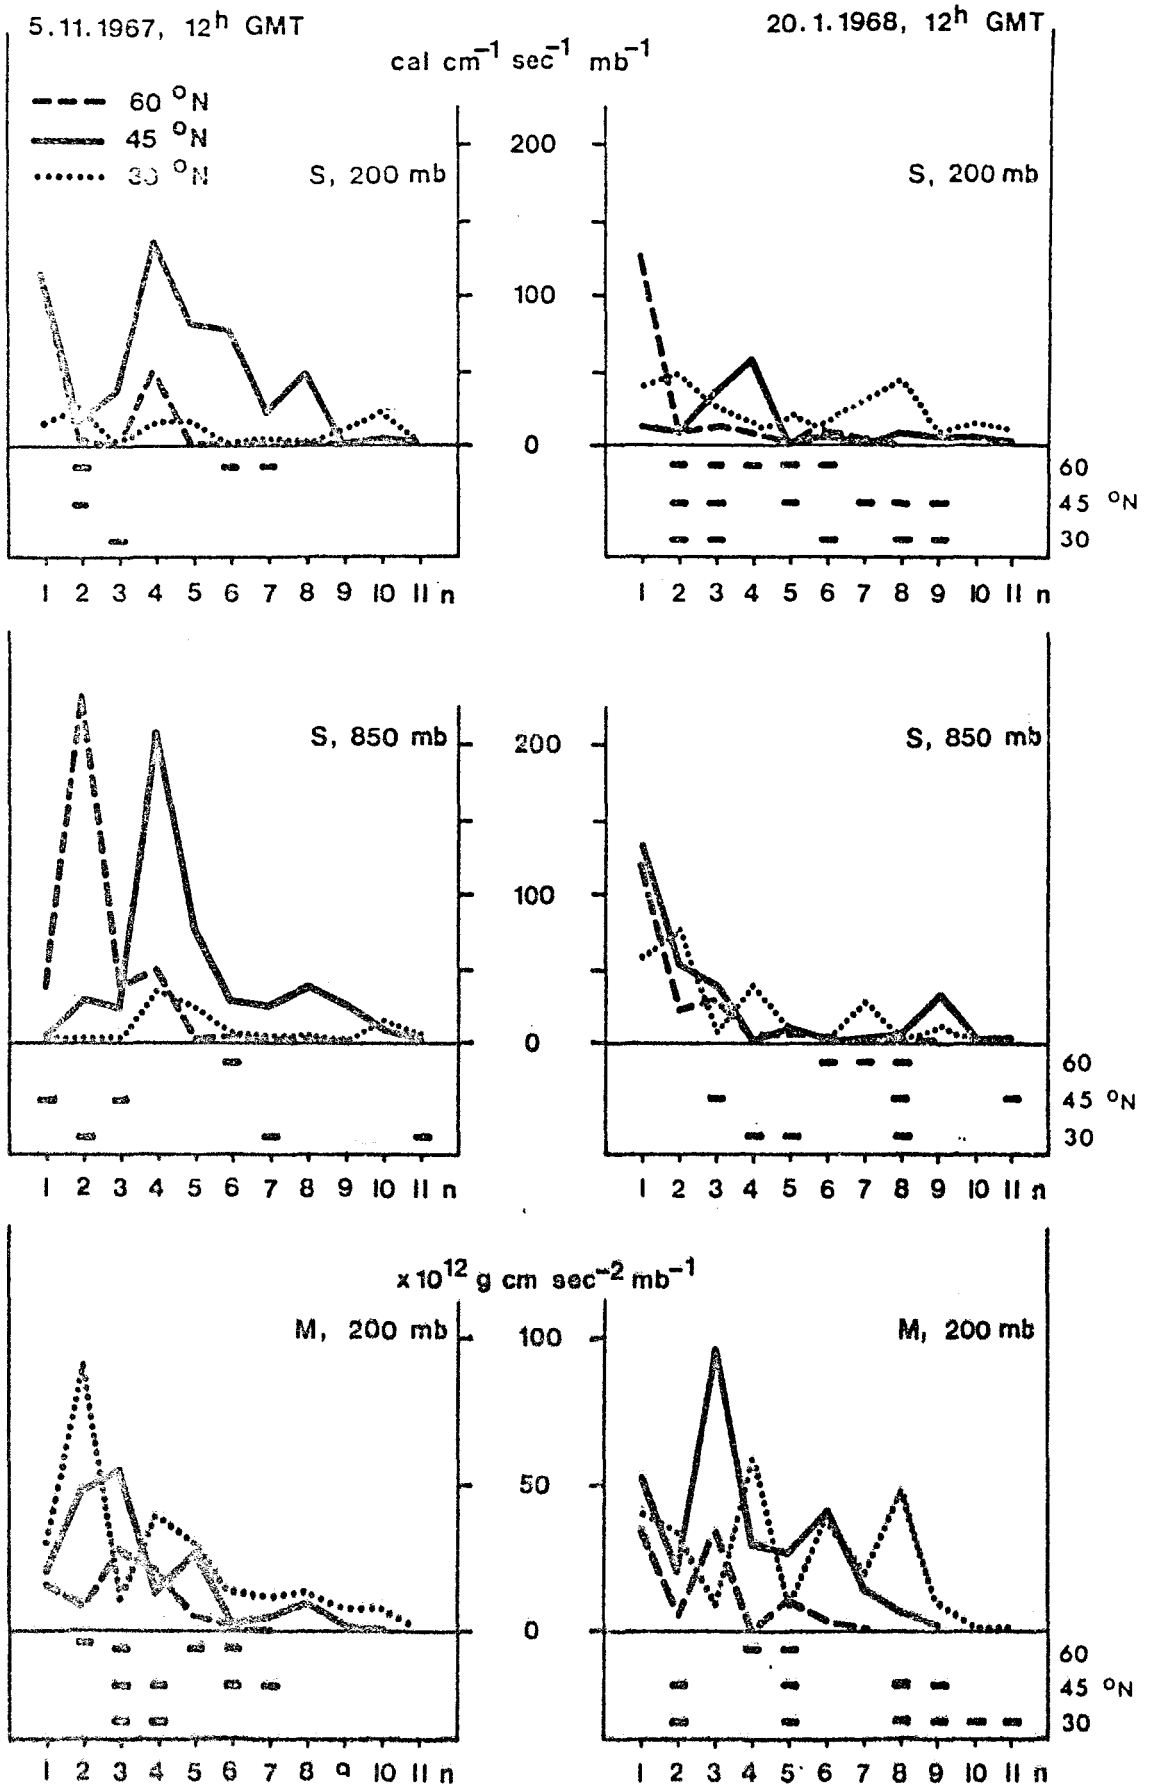 5.11.1967, 12h GMT
20.1.1968, 12h GMT
cal cm−1 sec−1 mb−1
60 °N
45 °N
30 °N
S, 200 mb
200
S, 200 mb
100
0
60
45 °N
30
1 2 3 4 5 6 7 8 9 10 11 n
1 2 3 4 5 6 7 8 9 10 11 n
S, 850 mb
200
S, 850 mb
100
0
60
45 °N
30
1 2 3 4 5 6 7 8 9 10 11 n
1 2 3 4 5 6 7 8 9 10 11 n
x 1012 g cm sec−2 mb−1
M, 200 mb
100
M, 200 mb
50
0
60
45 °N
30
1 2 3 4 5 6 7 8 9 10 11 n
1 2 3 4 5 6 7 8 9 10 11 n